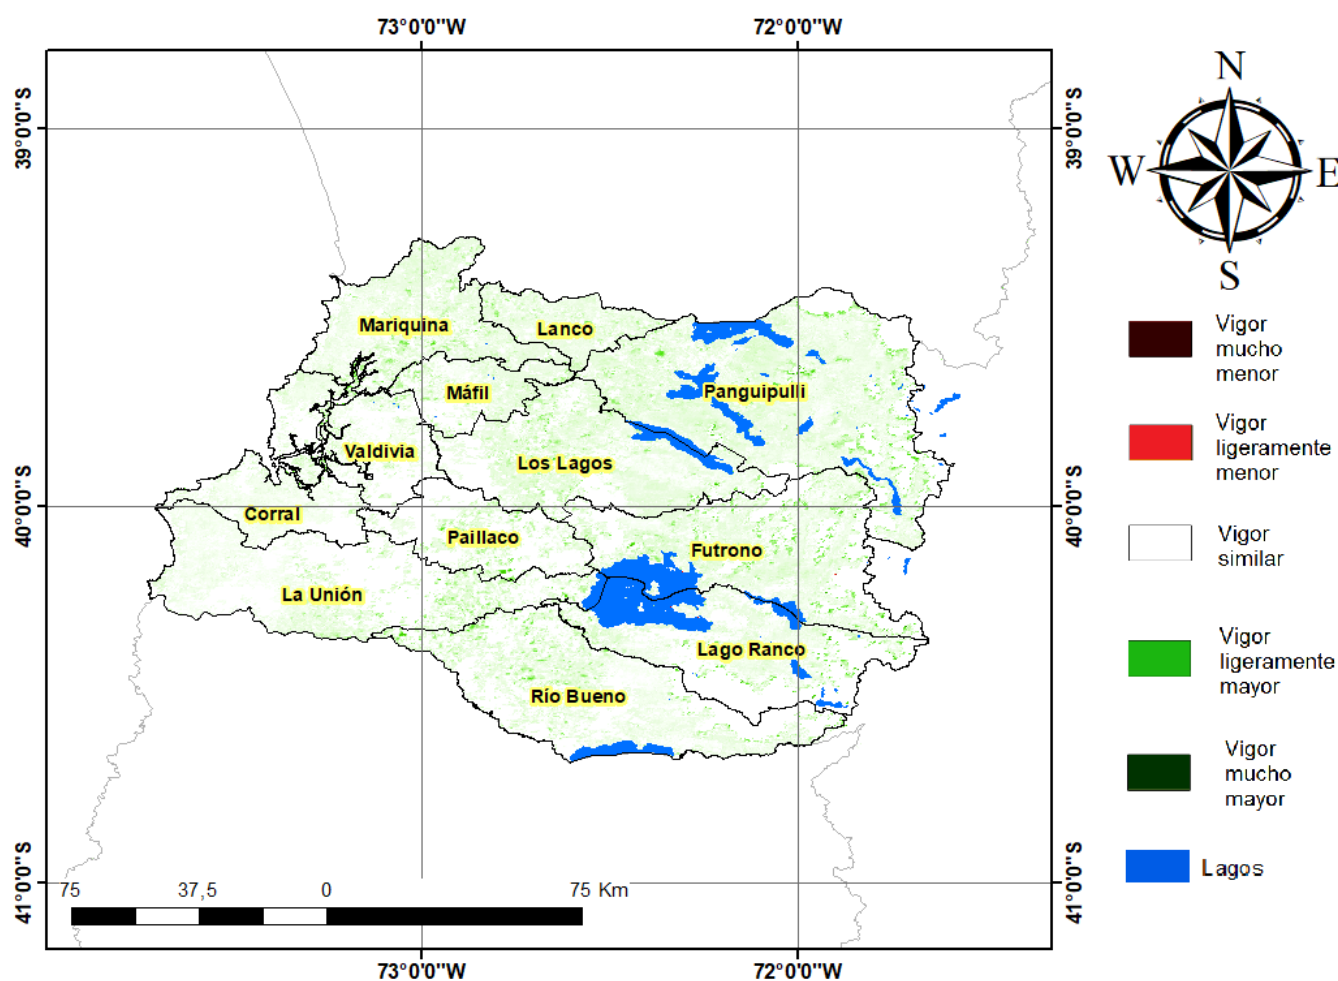 73°0'0"W
72°0'0"W
39°0'0"S
39°0'0"S
N
W
E
S
Mariquina
Lanco
Máfil
Panguipulli
Valdivia
Los Lagos
40°0'0"S
40°0'0"S
Corral
Paillaco
Futrono
La Unión
Lago Ranco
Río Bueno
41°0'0"S
41°0'0"S
75
37,5
0
75 Km
73°0'0"W
72°0'0"W
Vigor
mucho
menor
Vigor
ligeramente
menor
Vigor
similar
Vigor
ligeramente
mayor
Vigor
mucho
mayor
Lagos